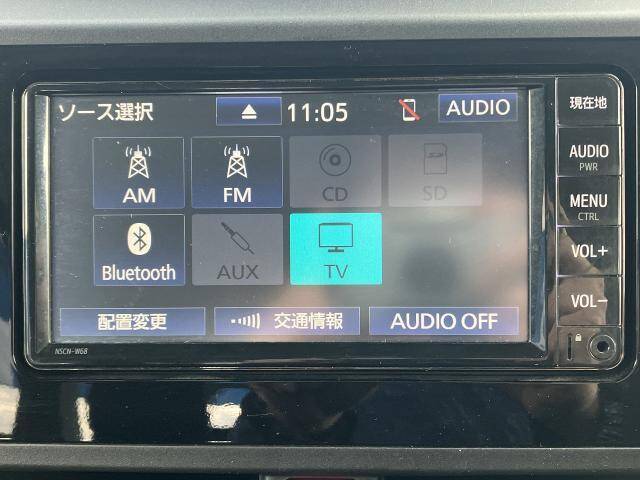 ソース選択
11:05
AUDIO
AM
FM
CD
SD
Bluetooth
AUX
TV
配置変更
交通情報
AUDIO OFF
NSCN-W68
現在地
AUDIO
PWR
MENU
CTRL
VOL+
VOL-